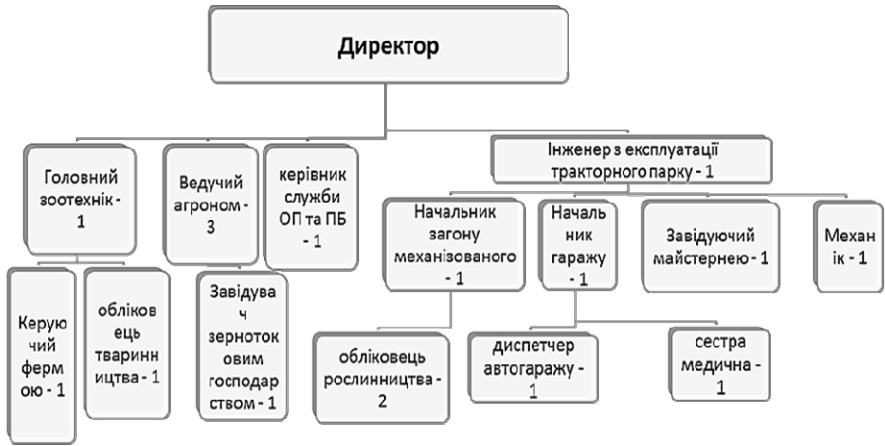 Директор
Головний
зоотехнік -
1
Ведучий
агроном -
3
керівник
служби
ОП та ПБ
- 1
Інженер з експлуатації
тракторного парку - 1
Начальник
загону
механізованого
- 1
Началь
ник
гаражу
- 1
Завідуючий
майстернею - 1
Механ
ік - 1
Керую
чий
ферм
ою - 1
обліков
ець
тваринн
ицтва - 1
Завідува
ч
зерноток
овим
господар
ством - 1
обліковець
рослинництва -
2
диспетчер
автогаражу -
1
сестра
медична -
1